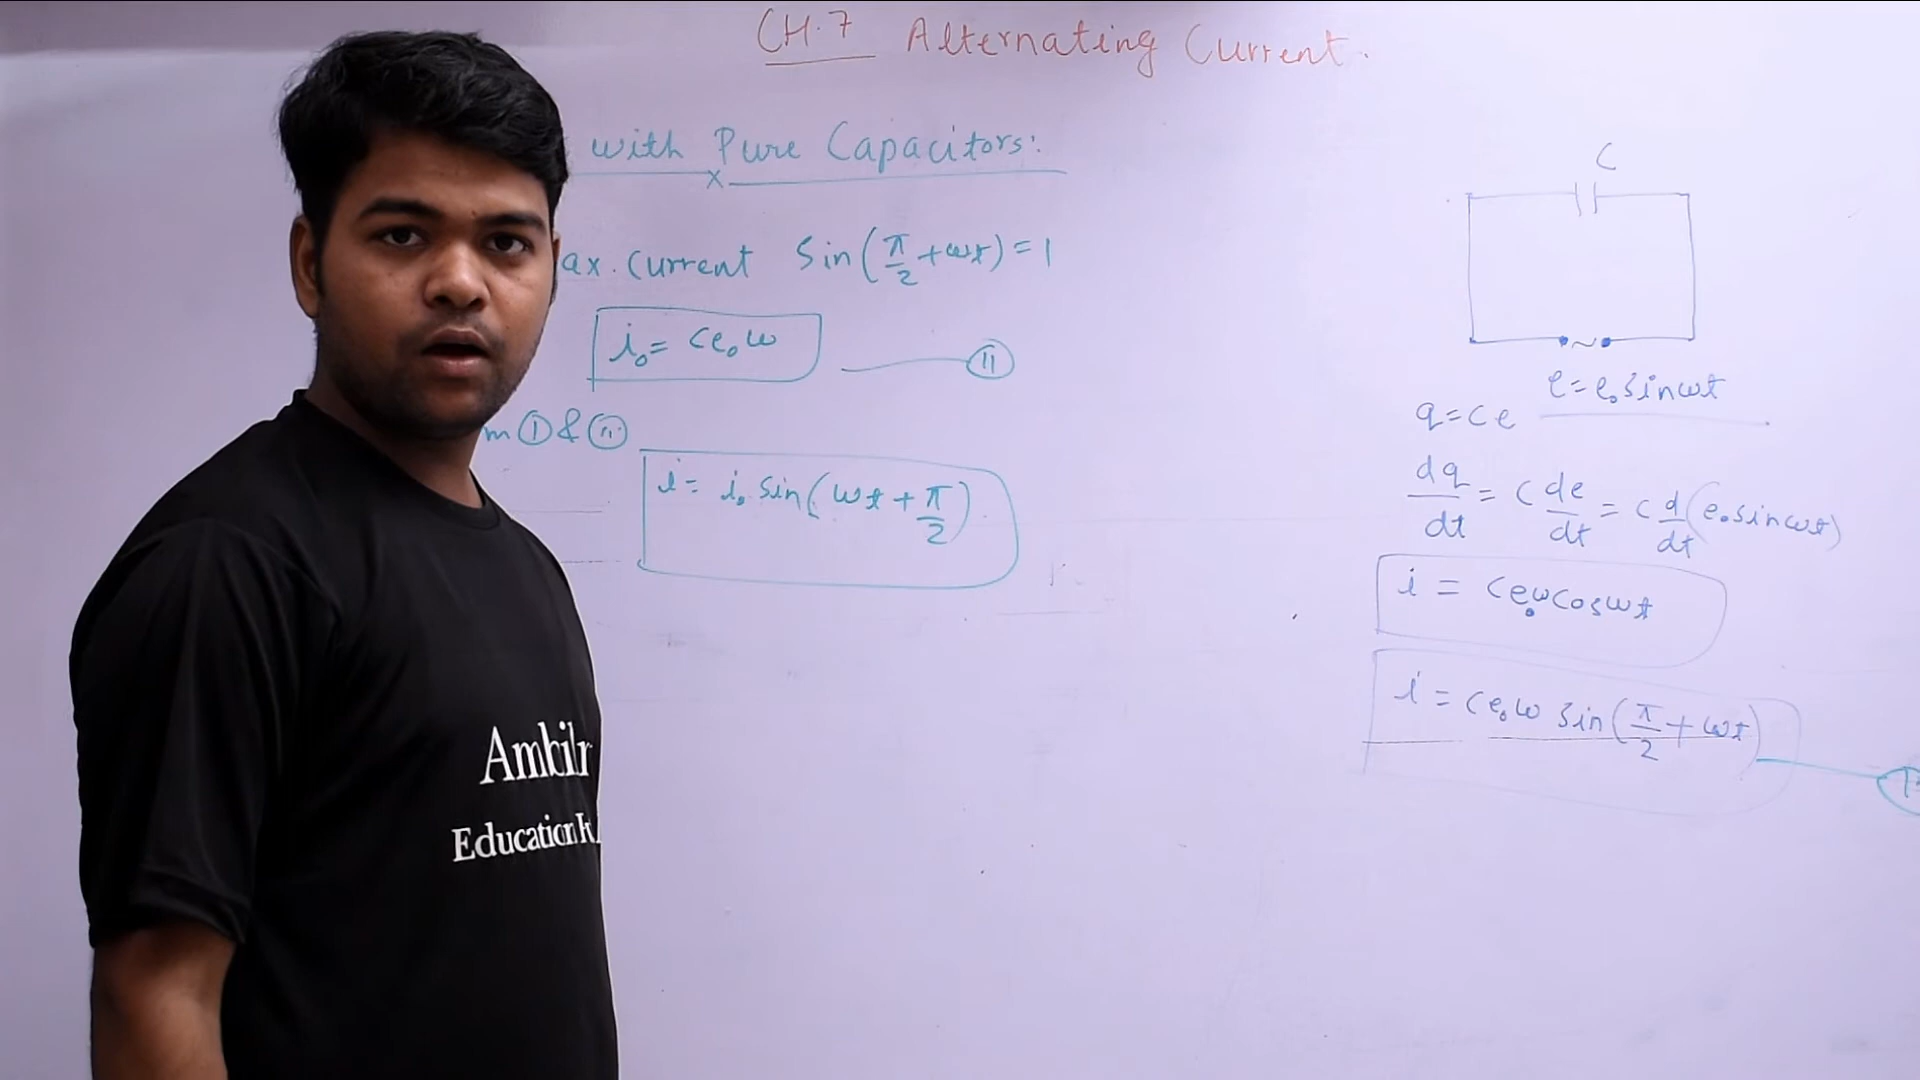 CH.7 Alternating Current.
with Pure Capacitors:
ax. Current Sin(π/2+ωt)=1
i₀= ce₀ω —— (II)
m (I) & (II)
i= i₀ Sin(ωt + π/2)
C
~
e=e₀sinωt
q=ce
dq/dt = c de/dt = c d/dt (e₀sinωt)
i = ce₀ωcosωt
i = ce₀ω sin(π/2 + ωt)
Education